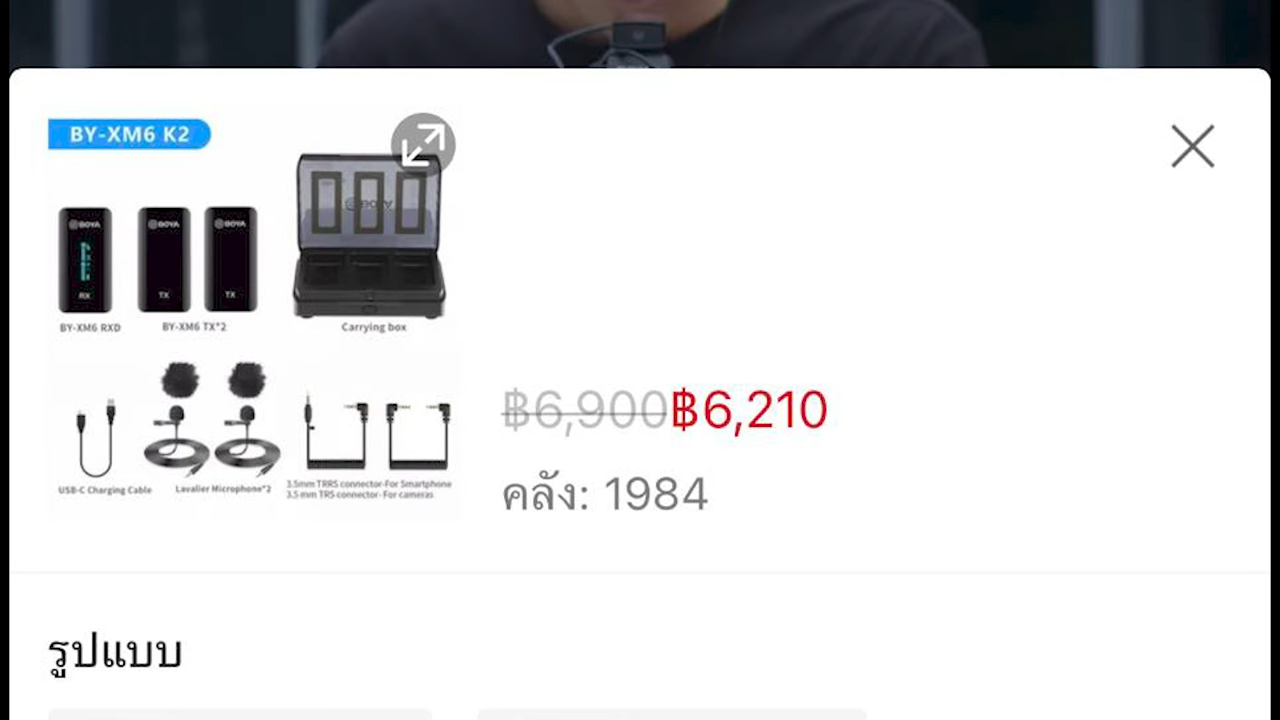 BY-XM6 K2
BOYA
BOYA
BOYA
BOYA
RX
TX
TX
BY-XM6 RXD
BY-XM6 TX*2
Carrying box
฿6,900
฿6,210
USB-C Charging Cable
Lavalier Microphone*2
3.5mm TRRS connector-For Smartphone
3.5 mm TRS connector- For cameras
คลัง: 1984
รูปแบบ